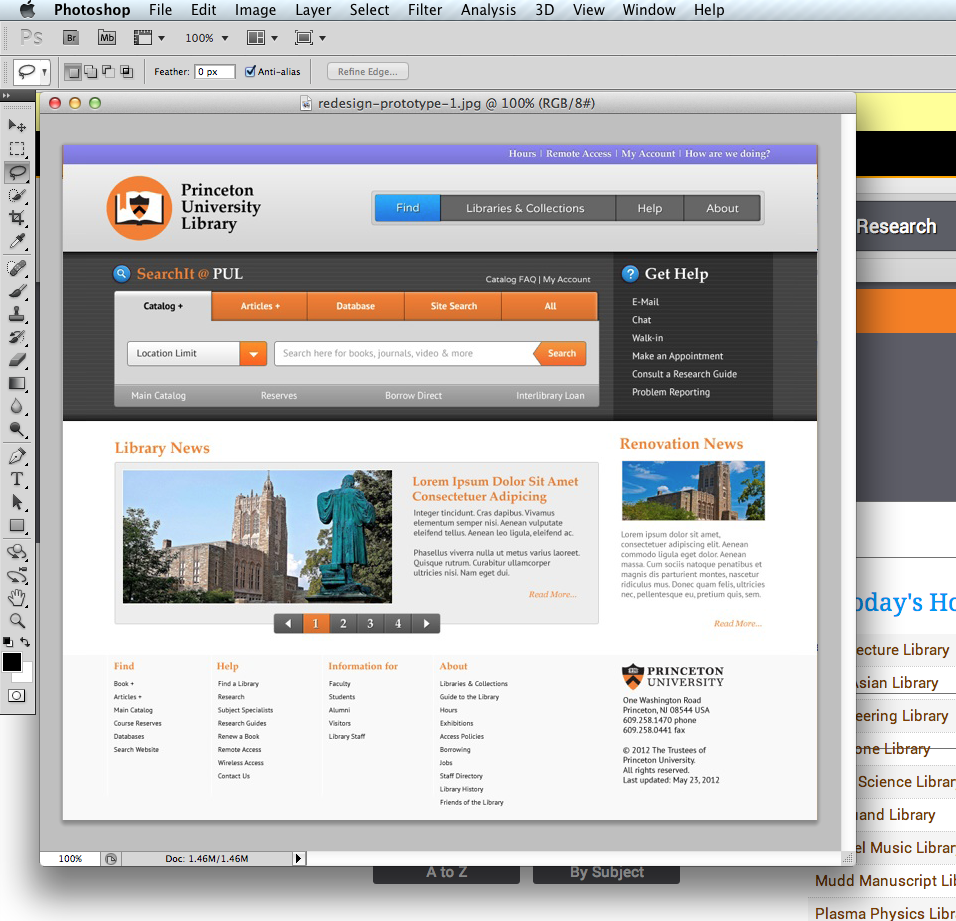 Photoshop File Edit Image Layer Select Filter Analysis 3D View Window Help
Ps Br Mb 100%
Feather: 0 px Anti-alias Refine Edge...
redesign-prototype-1.jpg @ 100% (RGB/8#)
Hours | Remote Access | My Account | How are we doing?
Princeton
University
Library
Find Libraries & Collections Help About
Research
SearchIt @ PUL
Catalog FAQ | My Account
Catalog + Articles + Database Site Search All
Location Limit
Search here for books, journals, video & more
Search
Main Catalog Reserves Borrow Direct Interlibrary Loan
Get Help
E-Mail
Chat
Walk-in
Make an Appointment
Consult a Research Guide
Problem Reporting
Library News
Lorem Ipsum Dolor Sit Amet
Consectetuer Adipicing
Integer tincidunt. Cras dapibus. Vivamus
elementum semper nisi. Aenean vulputate
eleifend tellus. Aenean leo ligula, eleifend ac.
Phasellus viverra nulla ut metus varius laoreet.
Quisque rutrum. Curabitur ullamcorper
ultricies nisi. Nam eget dui.
Read More...
1 2 3 4
Renovation News
Lorem ipsum dolor sit amet,
consectetuer adipiscing elit. Aenean
commodo ligula eget dolor. Aenean
massa. Cum sociis natoque penatibus et
magnis dis parturient montes, nascetur
ridiculus mus. Donec quam felis, ultricies
nec, pellentesque eu, pretium quis, sem.
Read More...
Find
Book +
Articles +
Main Catalog
Course Reserves
Databases
Search Website
Help
Find a Library
Research
Subject Specialists
Research Guides
Renew a Book
Remote Access
Wireless Access
Contact Us
Information for
Faculty
Students
Alumni
Visitors
Library Staff
About
Libraries & Collections
Guide to the Library
Hours
Exhibitions
Access Policies
Borrowing
Jobs
Staff Directory
Library History
Friends of the Library
PRINCETON
UNIVERSITY
One Washington Road
Princeton, NJ 08544 USA
609.258.1470 phone
609.258.0441 fax
© 2012 The Trustees of
Princeton University.
All rights reserved.
Last updated: May 23, 2012
oday's Ho
ecture Library
Asian Library
eering Library
one Library
Science Library
and Library
el Music Library
Mudd Manuscript Lib
Plasma Physics Libr
100% Doc: 1.46M/1.46M
A to Z By Subject